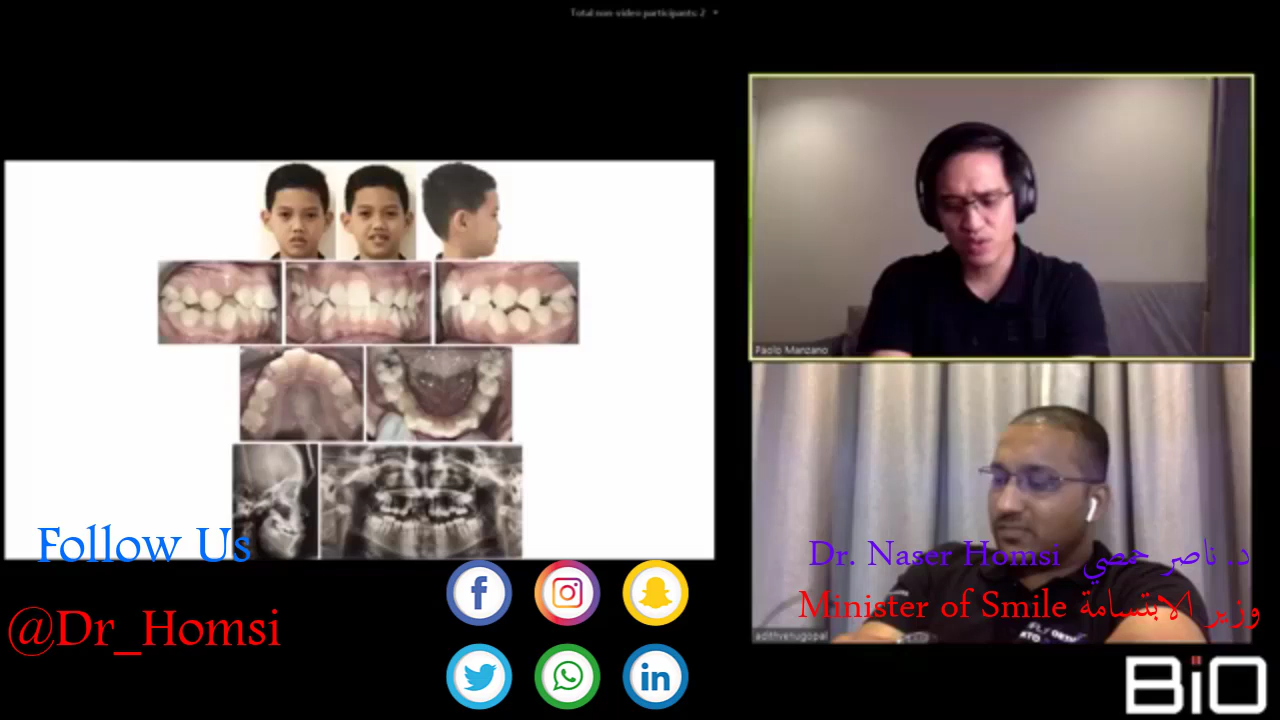 Total non-video participants: 2
Paolo Manzano
Follow Us
@Dr_Homsi
Dr. Naser Homsi د. ناصر حمصي
Minister of Smile وزير الابتسامة
adithvenugopal
BiO